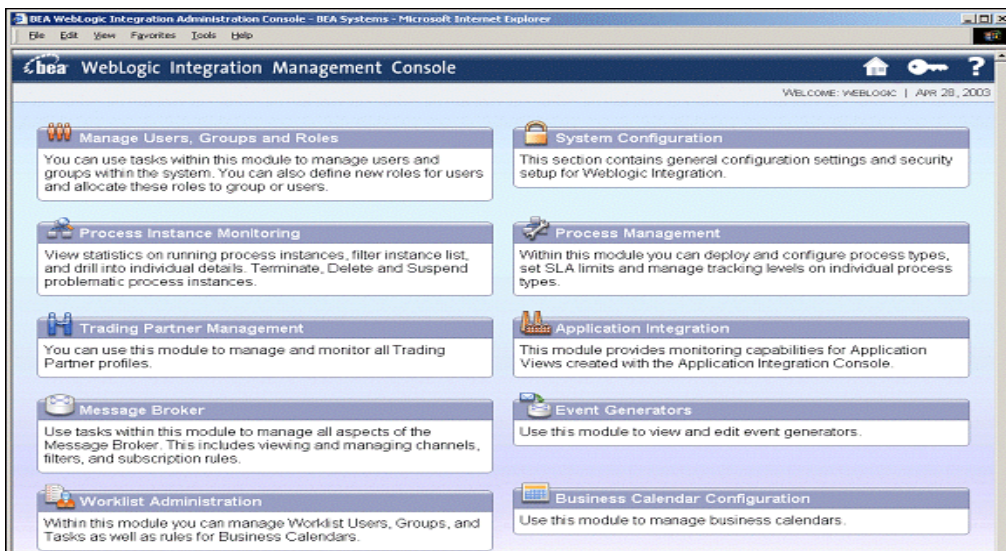 BEA WebLogic Integration Administration Console - BEA Systems - Microsoft Internet Explorer
File Edit View Favorites Tools Help
bea WebLogic Integration Management Console
?
WELCOME: WEBLOGIC | APR 28, 2003
Manage Users, Groups and Roles
You can use tasks within this module to manage users and
groups within the system. You can also define new roles for users
and allocate these roles to group or users.
System Configuration
This section contains general configuration settings and security
setup for Weblogic Integration.
Process Instance Monitoring
View statistics on running process instances, filter instance list,
and drill into individual details. Terminate, Delete and Suspend
problematic process instances.
Process Management
Within this module you can deploy and configure process types,
set SLA limits and manage tracking levels on individual process
types.
Trading Partner Management
You can use this module to manage and monitor all Trading
Partner profiles.
Application Integration
This module provides monitoring capabilities for Application
Views created with the Application Integration Console.
Message Broker
Use tasks within this module to manage all aspects of the
Message Broker. This includes viewing and managing channels,
filters, and subscription rules.
Event Generators
Use this module to view and edit event generators.
Worklist Administration
Within this module you can manage Worklist Users, Groups, and
Tasks as well as rules for Business Calendars.
Business Calendar Configuration
Use this module to manage business calendars.